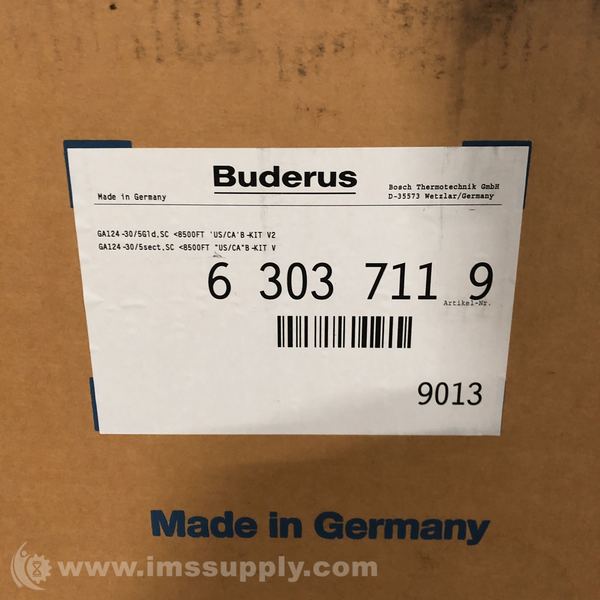 Buderus
Made in Germany
Bosch Thermotechnik GmbH
D-35573 Wetzlar/Germany
GA124-30/5Gld,SC <8500FT 'US/CA'B-KIT V2
GA124-30/5sect,SC <8500FT "US/CA"B-KIT V
6 303 711 9
Artikel-Nr.
9013
Made in Germany
www.imssupply.com